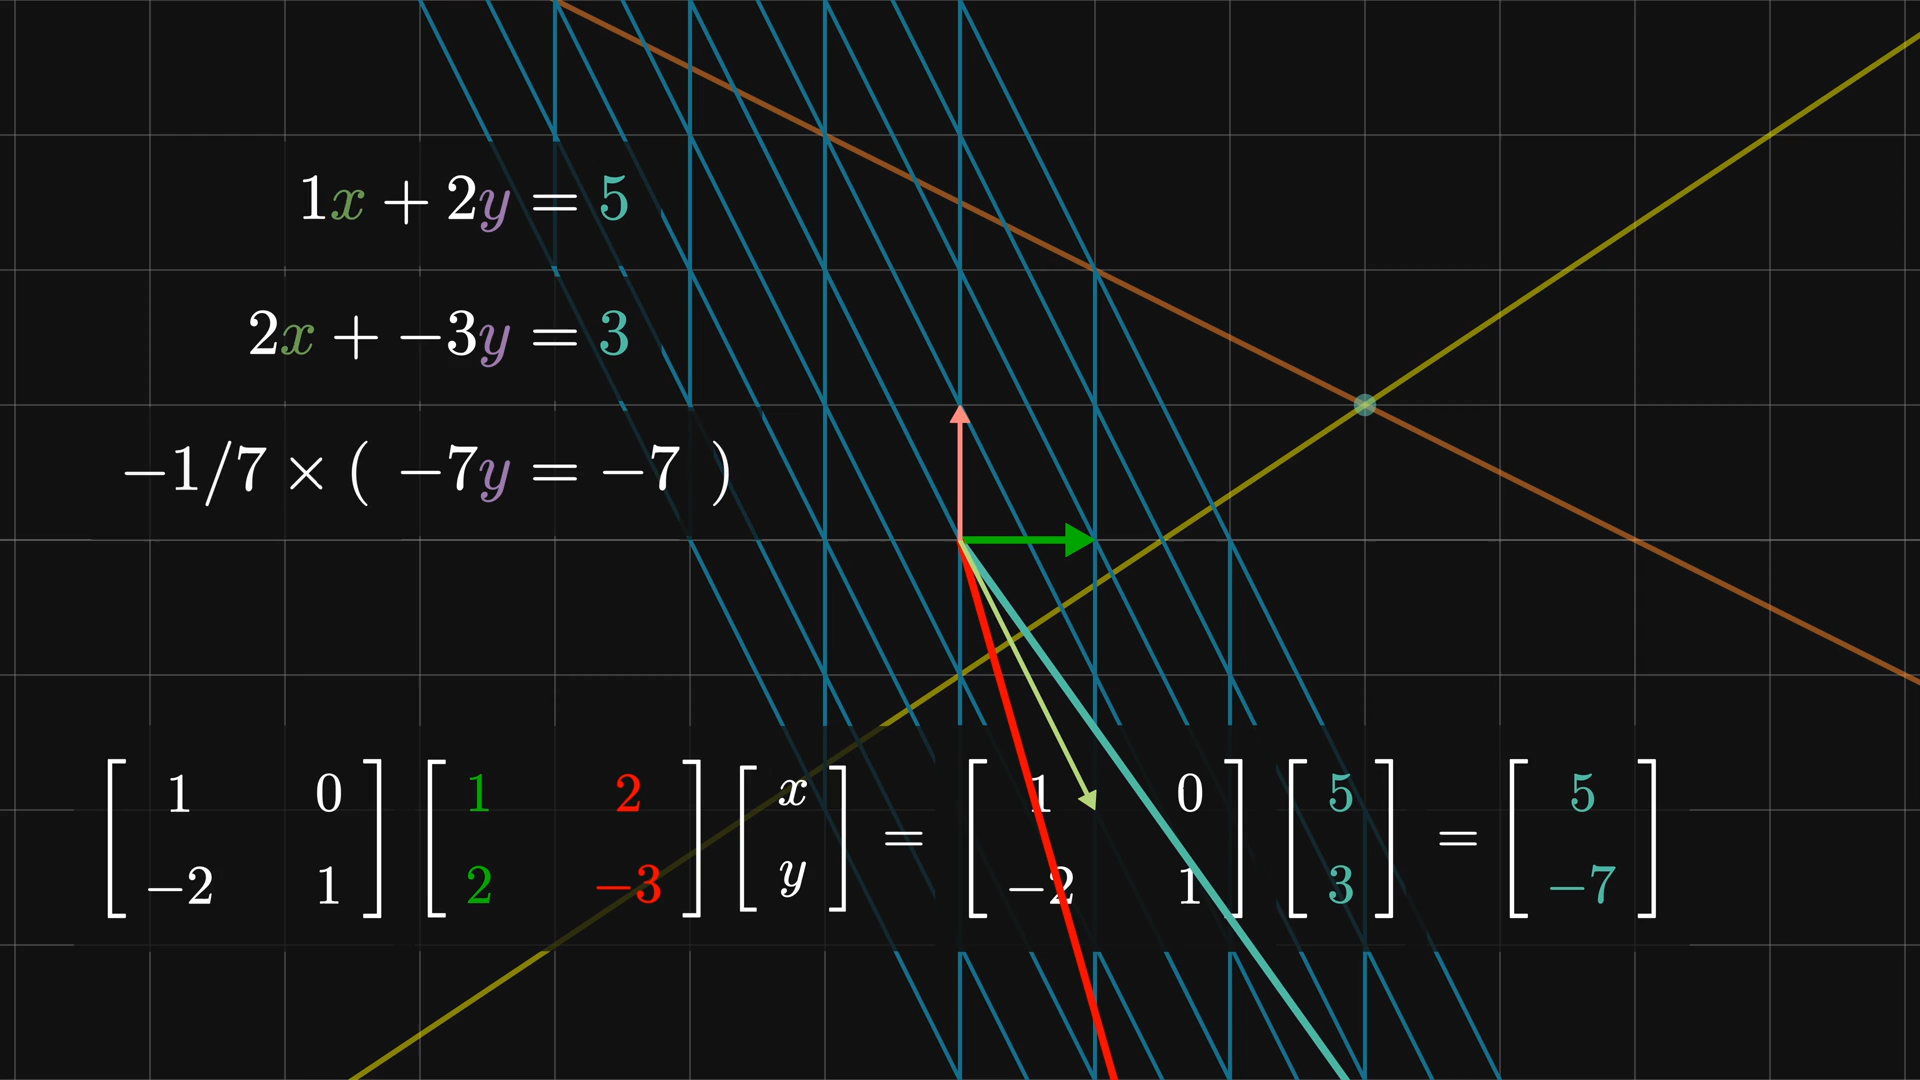 1x + 2y = 5
2x + −3y = 3
−1/7 × ( −7y = −7 )
[ 1 0 ] [ 1 2 ] [ x ] = [ 1 0 ] [ 5 ] = [ 5 ]
[ −2 1 ] [ 2 −3 ] [ y ] [ −2 1 ] [ 3 ] [ −7 ]